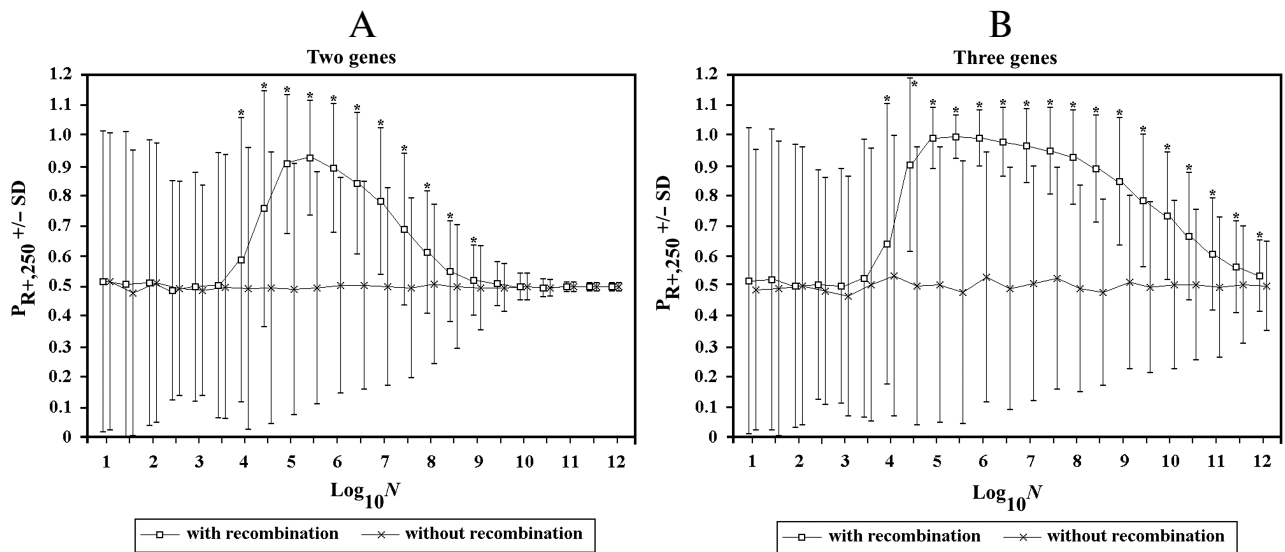 A
Two genes
P_R+,250 +/− SD
1.2
1.1
1.0
0.9
0.8
0.7
0.6
0.5
0.4
0.3
0.2
0.1
0
* * * * * * * * * * *
1 2 3 4 5 6 7 8 9 10 11 12
Log10 N
with recombination without recombination
B
Three genes
P_R+,250 +/− SD
1.2
1.1
1.0
0.9
0.8
0.7
0.6
0.5
0.4
0.3
0.2
0.1
0
* * * * * * * * * * * * * * * * *
1 2 3 4 5 6 7 8 9 10 11 12
Log10 N
with recombination without recombination